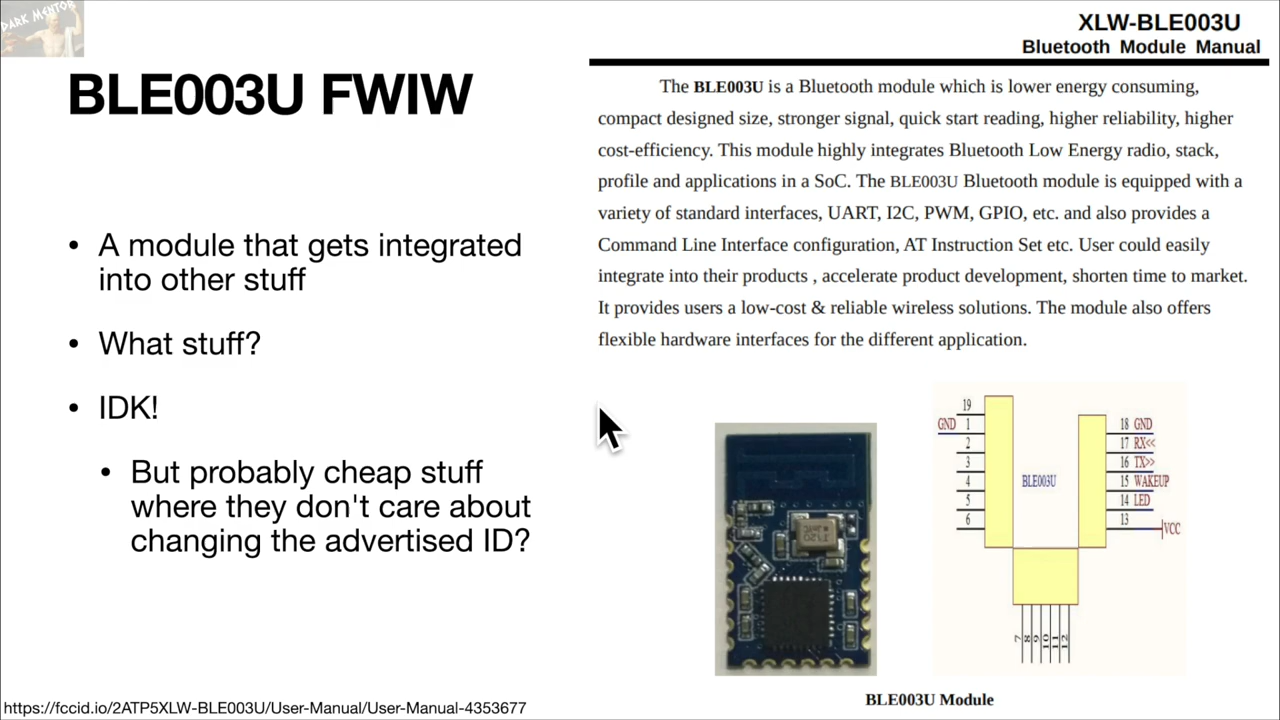 DARK MENTOR
BLE003U FWIW
• A module that gets integrated
into other stuff
• What stuff?
• IDK!
• But probably cheap stuff
where they don't care about
changing the advertised ID?
https://fccid.io/2ATP5XLW-BLE003U/User-Manual/User-Manual-4353677
XLW-BLE003U
Bluetooth Module Manual
The BLE003U is a Bluetooth module which is lower energy consuming,
compact designed size, stronger signal, quick start reading, higher reliability, higher
cost-efficiency. This module highly integrates Bluetooth Low Energy radio, stack,
profile and applications in a SoC. The BLE003U Bluetooth module is equipped with a
variety of standard interfaces, UART, I2C, PWM, GPIO, etc. and also provides a
Command Line Interface configuration, AT Instruction Set etc. User could easily
integrate into their products , accelerate product development, shorten time to market.
It provides users a low-cost & reliable wireless solutions. The module also offers
flexible hardware interfaces for the different application.
19
GND 1
2
3
4
5
6
BLE003U
18 GND
17 RX<<
16 TX>>
15 WAKEUP
14 LED
13
VCC
7 8 9 10 11 12
BLE003U Module